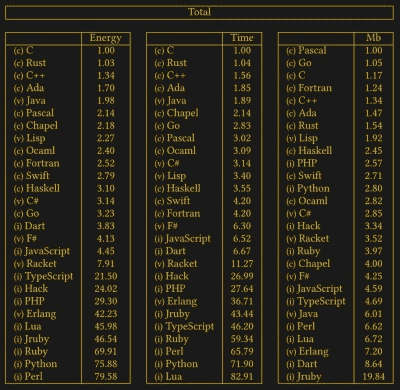 Total
Energy
(c) C 1.00
(c) Rust 1.03
(c) C++ 1.34
(c) Ada 1.70
(v) Java 1.98
(c) Pascal 2.14
(c) Chapel 2.18
(v) Lisp 2.27
(c) Ocaml 2.40
(c) Fortran 2.52
(c) Swift 2.79
(c) Haskell 3.10
(v) C# 3.14
(c) Go 3.23
(i) Dart 3.83
(v) F# 4.13
(i) JavaScript 4.45
(v) Racket 7.91
(i) TypeScript 21.50
(i) Hack 24.02
(i) PHP 29.30
(v) Erlang 42.23
(i) Lua 45.98
(i) Jruby 46.54
(i) Ruby 69.91
(i) Python 75.88
(i) Perl 79.58
Time
(c) C 1.00
(c) Rust 1.04
(c) C++ 1.56
(c) Ada 1.85
(v) Java 1.89
(c) Chapel 2.14
(c) Go 2.83
(c) Pascal 3.02
(c) Ocaml 3.09
(v) C# 3.14
(v) Lisp 3.40
(c) Haskell 3.55
(c) Swift 4.20
(c) Fortran 4.20
(v) F# 6.30
(i) JavaScript 6.52
(i) Dart 6.67
(v) Racket 11.27
(i) Hack 26.99
(i) PHP 27.64
(v) Erlang 36.71
(i) Jruby 43.44
(i) TypeScript 46.20
(i) Ruby 59.34
(i) Perl 65.79
(i) Python 71.90
(i) Lua 82.91
Mb
(c) Pascal 1.00
(c) Go 1.05
(c) C 1.17
(c) Fortran 1.24
(c) C++ 1.34
(c) Ada 1.47
(c) Rust 1.54
(v) Lisp 1.92
(c) Haskell 2.45
(i) PHP 2.57
(c) Swift 2.71
(i) Python 2.80
(c) Ocaml 2.82
(v) C# 2.85
(i) Hack 3.34
(v) Racket 3.52
(i) Ruby 3.97
(c) Chapel 4.00
(v) F# 4.25
(i) JavaScript 4.59
(i) TypeScript 4.69
(v) Java 6.01
(i) Perl 6.62
(i) Lua 6.72
(v) Erlang 7.20
(i) Dart 8.64
(i) Jruby 19.84